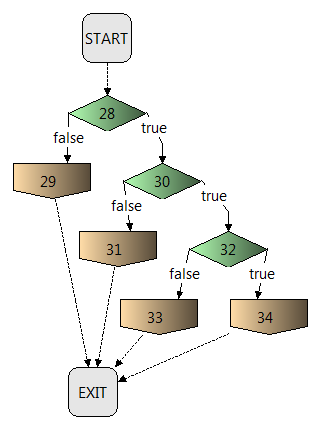 START
28
false
true
29
30
false
true
31
32
false
true
33
34
EXIT